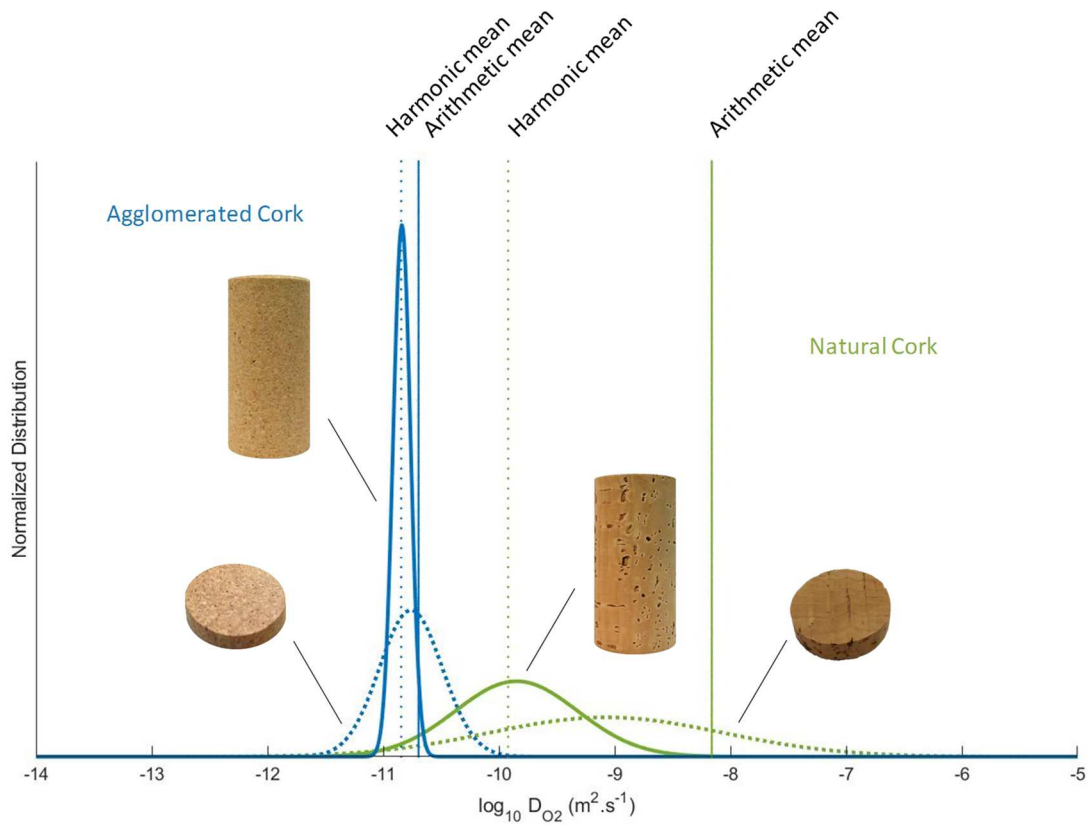 Harmonic mean
Arithmetic mean
Harmonic mean
Arithmetic mean
Agglomerated Cork
Natural Cork
Normalized Distribution
-14 -13 -12 -11 -10 -9 -8 -7 -6 -5
log₁₀ D_O2 (m².s⁻¹)